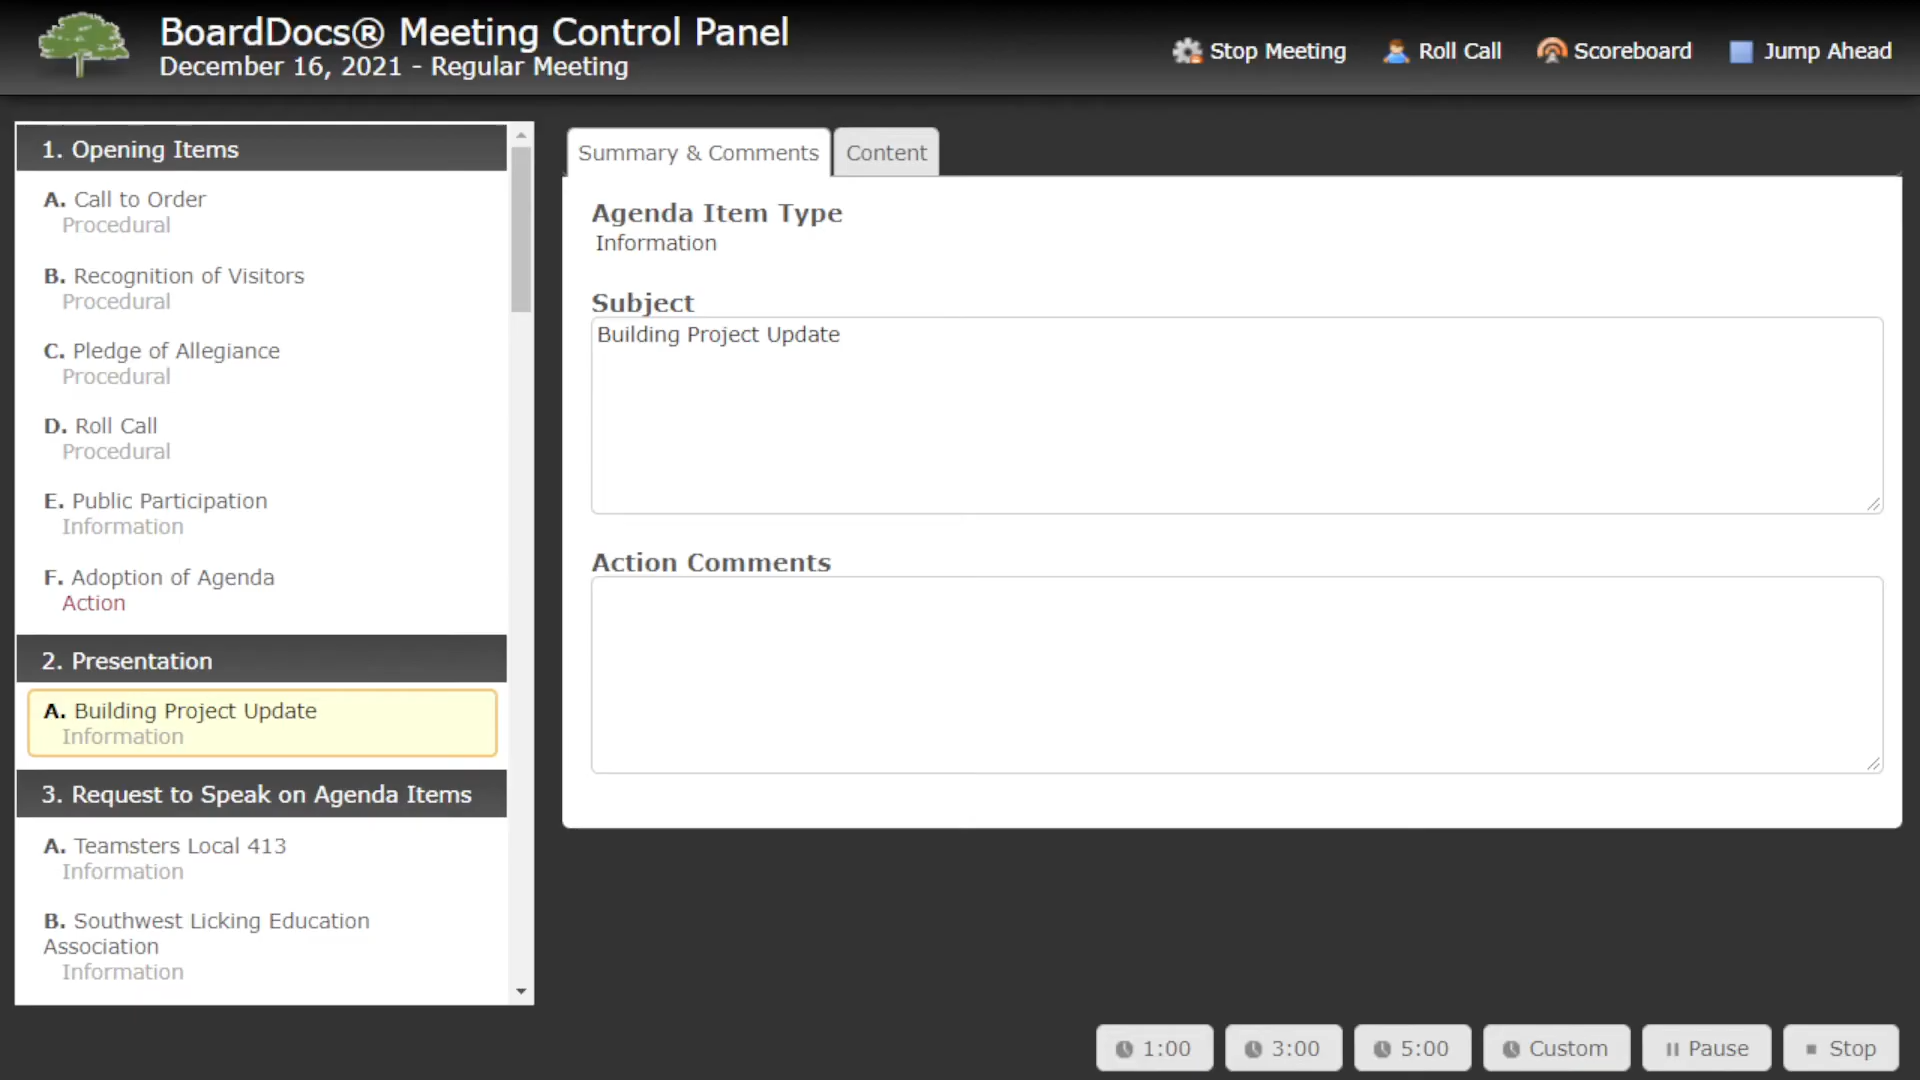 BoardDocs® Meeting Control Panel
December 16, 2021 - Regular Meeting
Stop Meeting
Roll Call
Scoreboard
Jump Ahead
1. Opening Items
A. Call to Order
Procedural
B. Recognition of Visitors
Procedural
C. Pledge of Allegiance
Procedural
D. Roll Call
Procedural
E. Public Participation
Information
F. Adoption of Agenda
Action
2. Presentation
A. Building Project Update
Information
3. Request to Speak on Agenda Items
A. Teamsters Local 413
Information
B. Southwest Licking Education
Association
Information
Summary & Comments
Content
Agenda Item Type
Information
Subject
Building Project Update
Action Comments
1:00
3:00
5:00
Custom
Pause
Stop